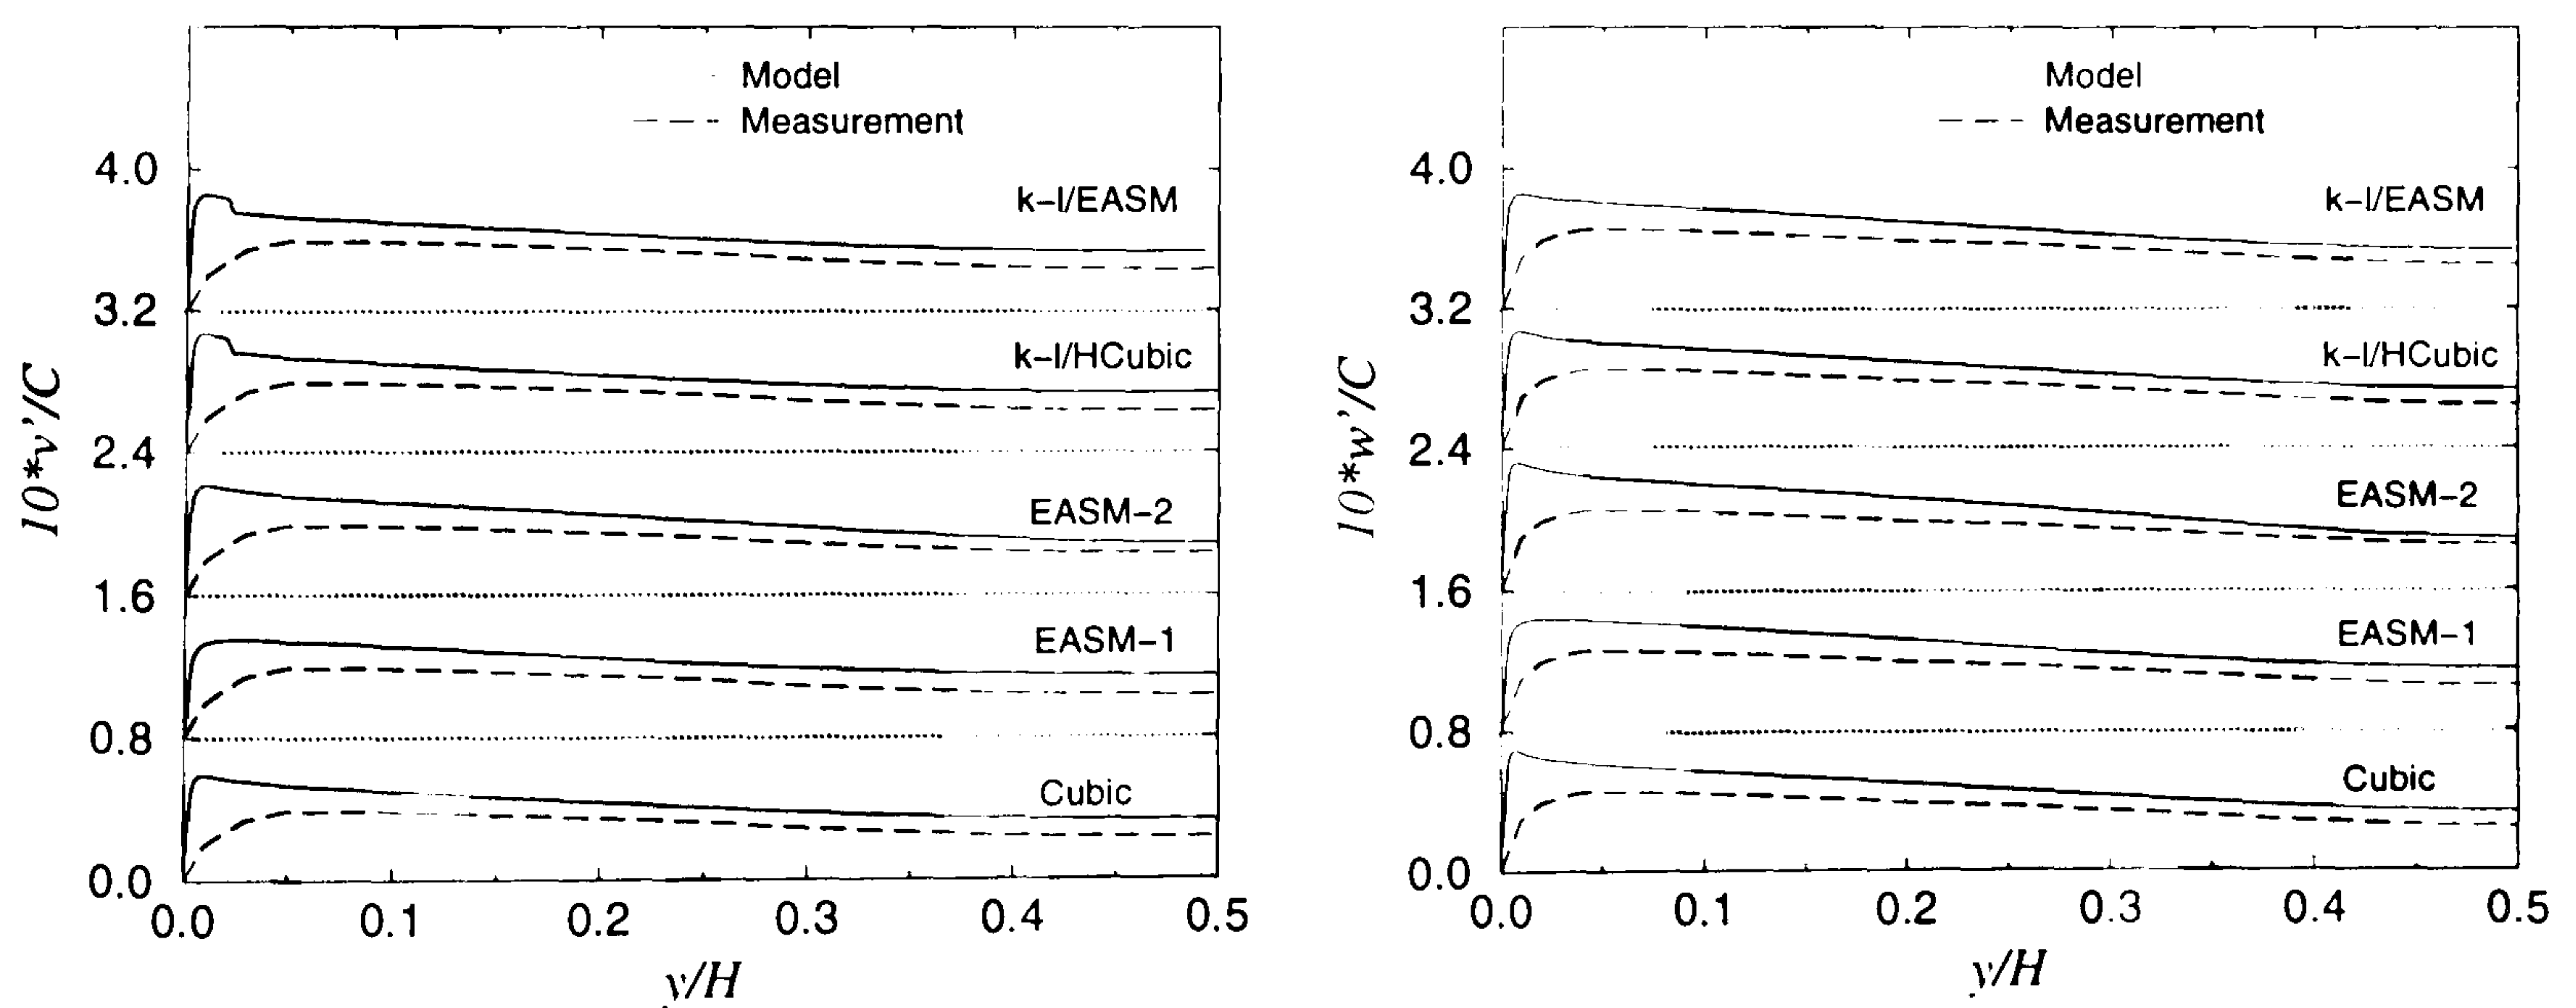 Model
Measurement
4.0
k-l/EASM
3.2
k-l/HCubic
2.4
EASM-2
1.6
EASM-1
0.8
Cubic
0.0
0.0 0.1 0.2 0.3 0.4 0.5
10*v'/C
y/H
Model
Measurement
4.0
k-l/EASM
3.2
k-l/HCubic
2.4
EASM-2
1.6
EASM-1
0.8
Cubic
0.0
0.0 0.1 0.2 0.3 0.4 0.5
10*w'/C
y/H